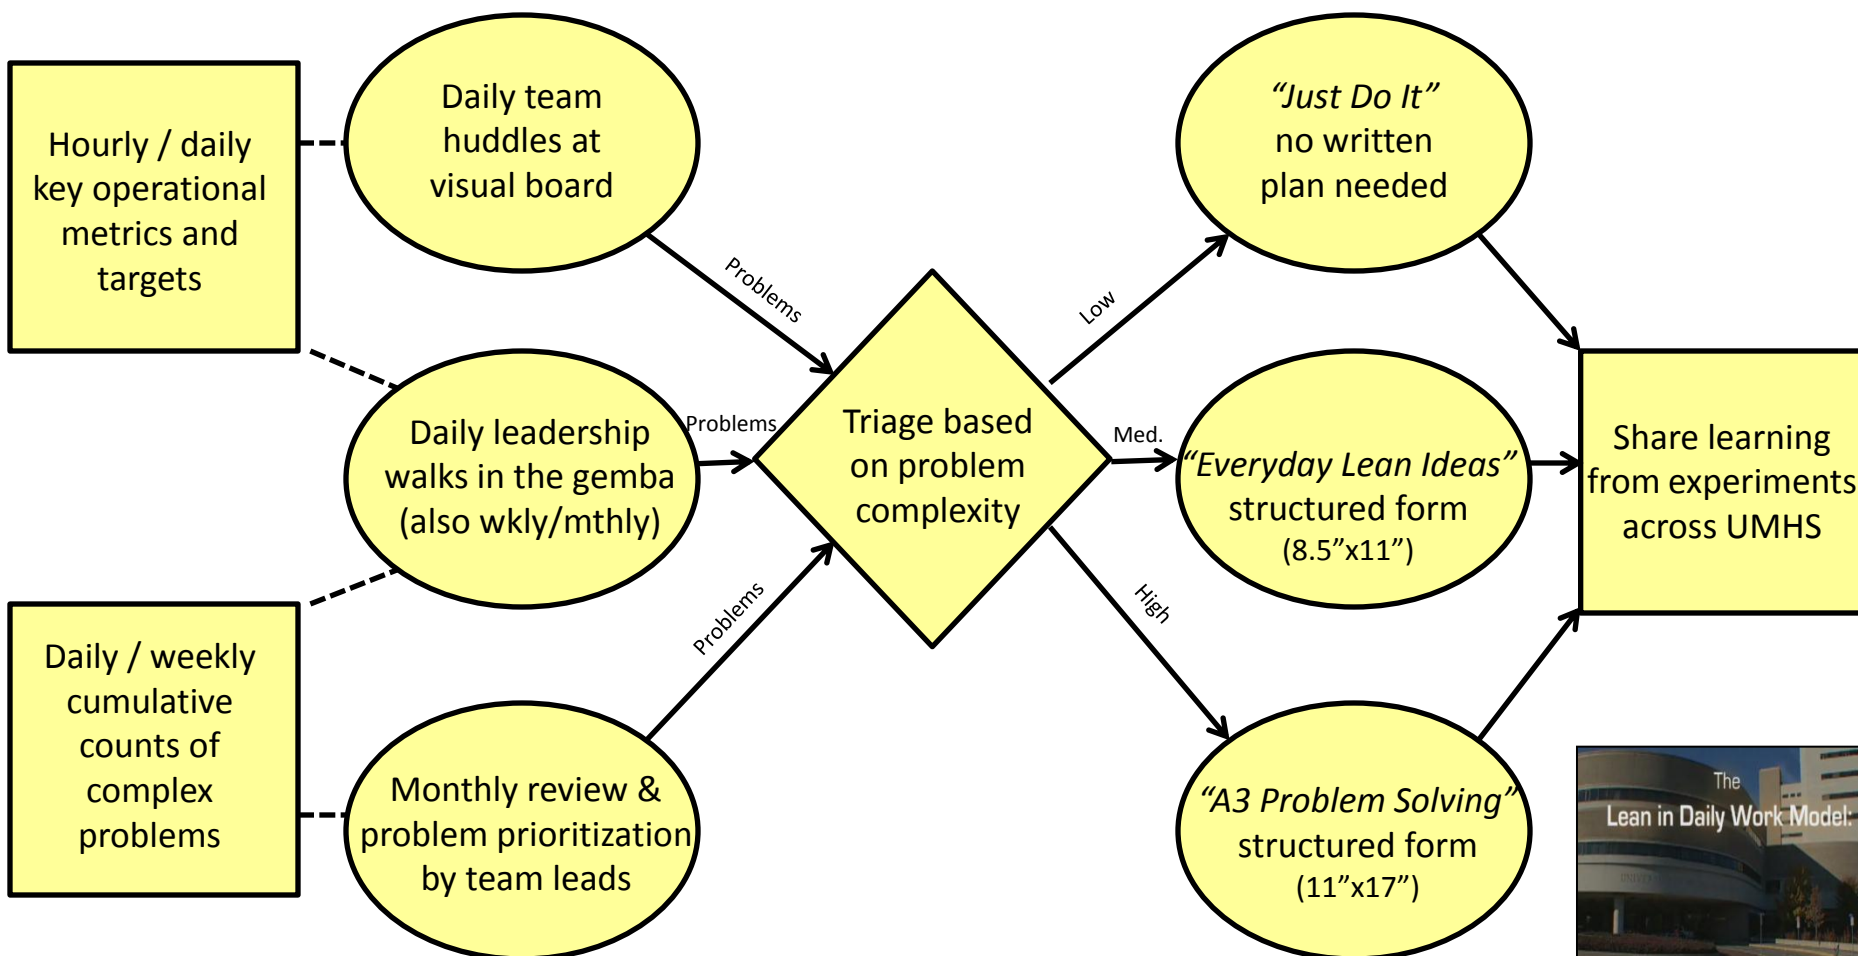 Hourly / daily
key operational
metrics and
targets
Daily team
huddles at
visual board
Problems
Daily leadership
walks in the gemba
(also wkly/mthly)
Problems
Daily / weekly
cumulative
counts of
complex
problems
Monthly review &
problem prioritization
by team leads
Problems
Triage based
on problem
complexity
Low
“Just Do It”
no written
plan needed
Med.
“Everyday Lean Ideas”
structured form
(8.5”x11”)
High
“A3 Problem Solving”
structured form
(11”x17”)
Share learning
from experiments
across UMHS
The
Lean in Daily Work Model: